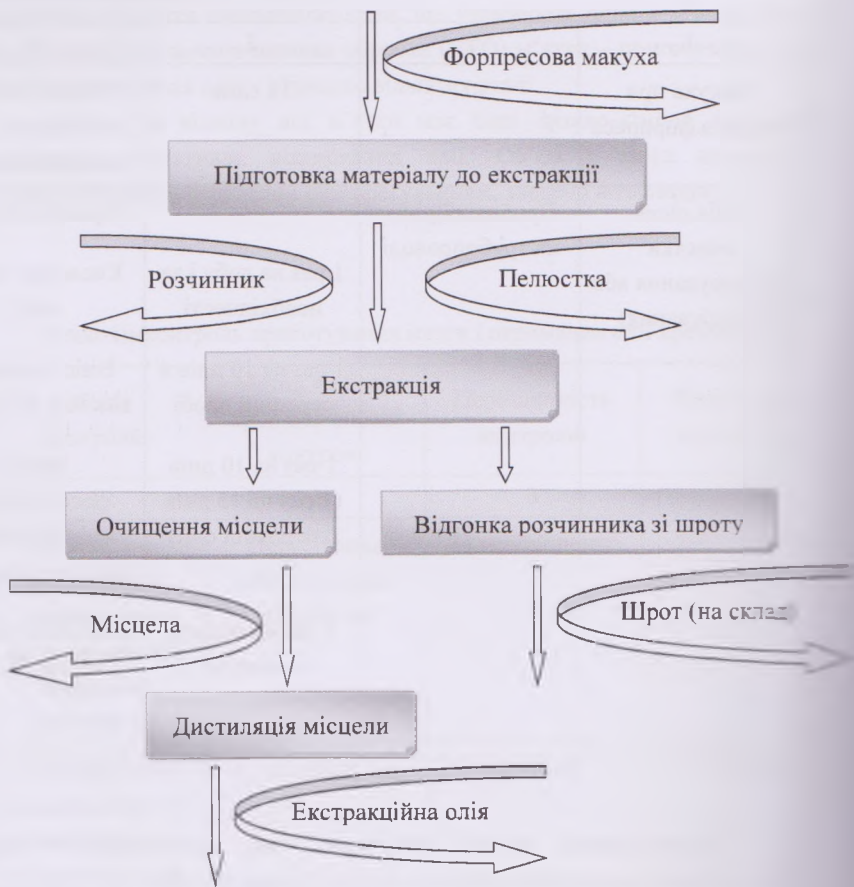 Форпресова макуха
Підготовка матеріалу до екстракції
Розчинник
Пелюстка
Екстракція
Очищення місцели
Відгонка розчинника зі шроту
Місцела
Шрот (на склад
Дистиляція місцели
Екстракційна олія